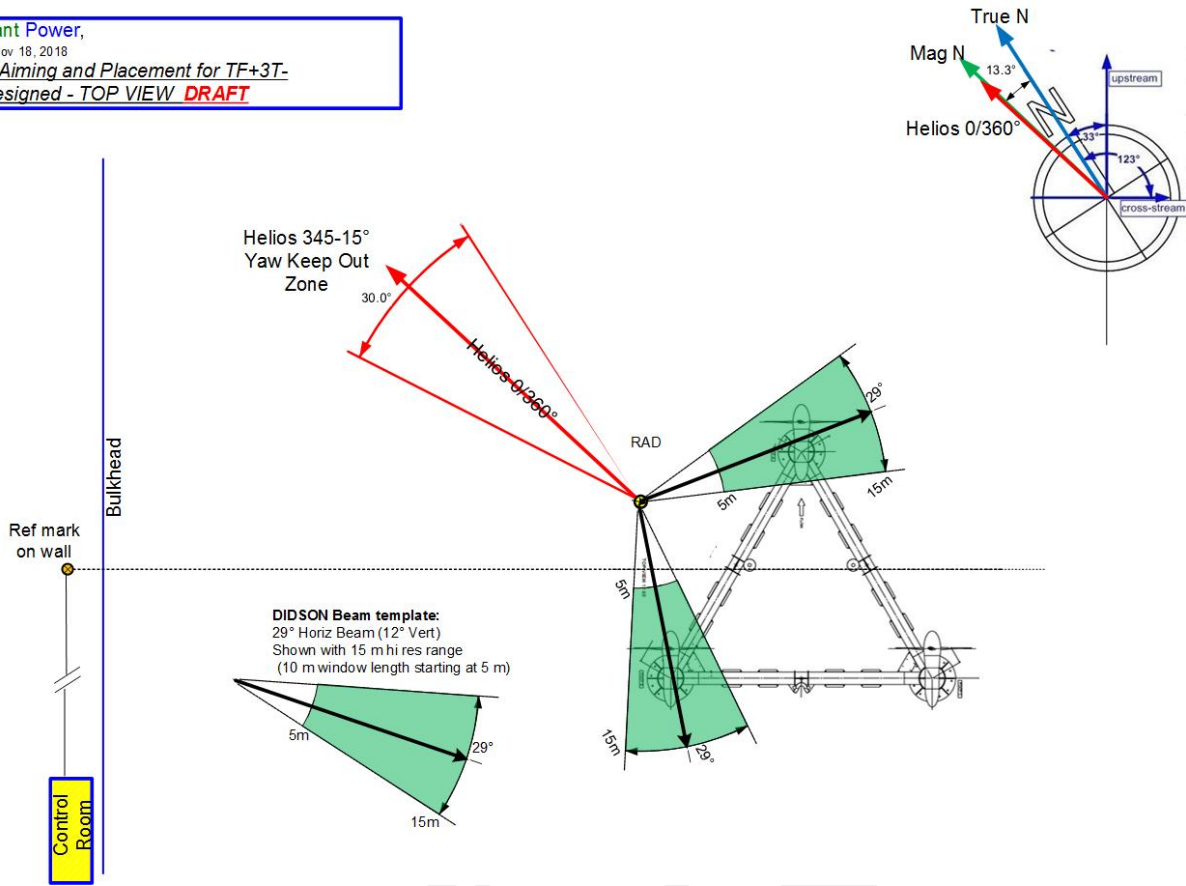 ant Power,
ov 18, 2018
Aiming and Placement for TF+3T-
esigned - TOP VIEW DRAFT
True N
Mag N
13.3°
upstream
Helios 0/360°
N
33°
123°
cross-stream
Helios 345-15°
Yaw Keep Out
Zone
30.0°
Helios 0/360°
RAD
29°
5m
15m
Bulkhead
Ref mark
on wall
5m
DIDSON Beam template:
29° Horiz Beam (12° Vert)
Shown with 15 m hi res range
(10 m window length starting at 5 m)
5m
29°
15m
15m
29°
Control
Room